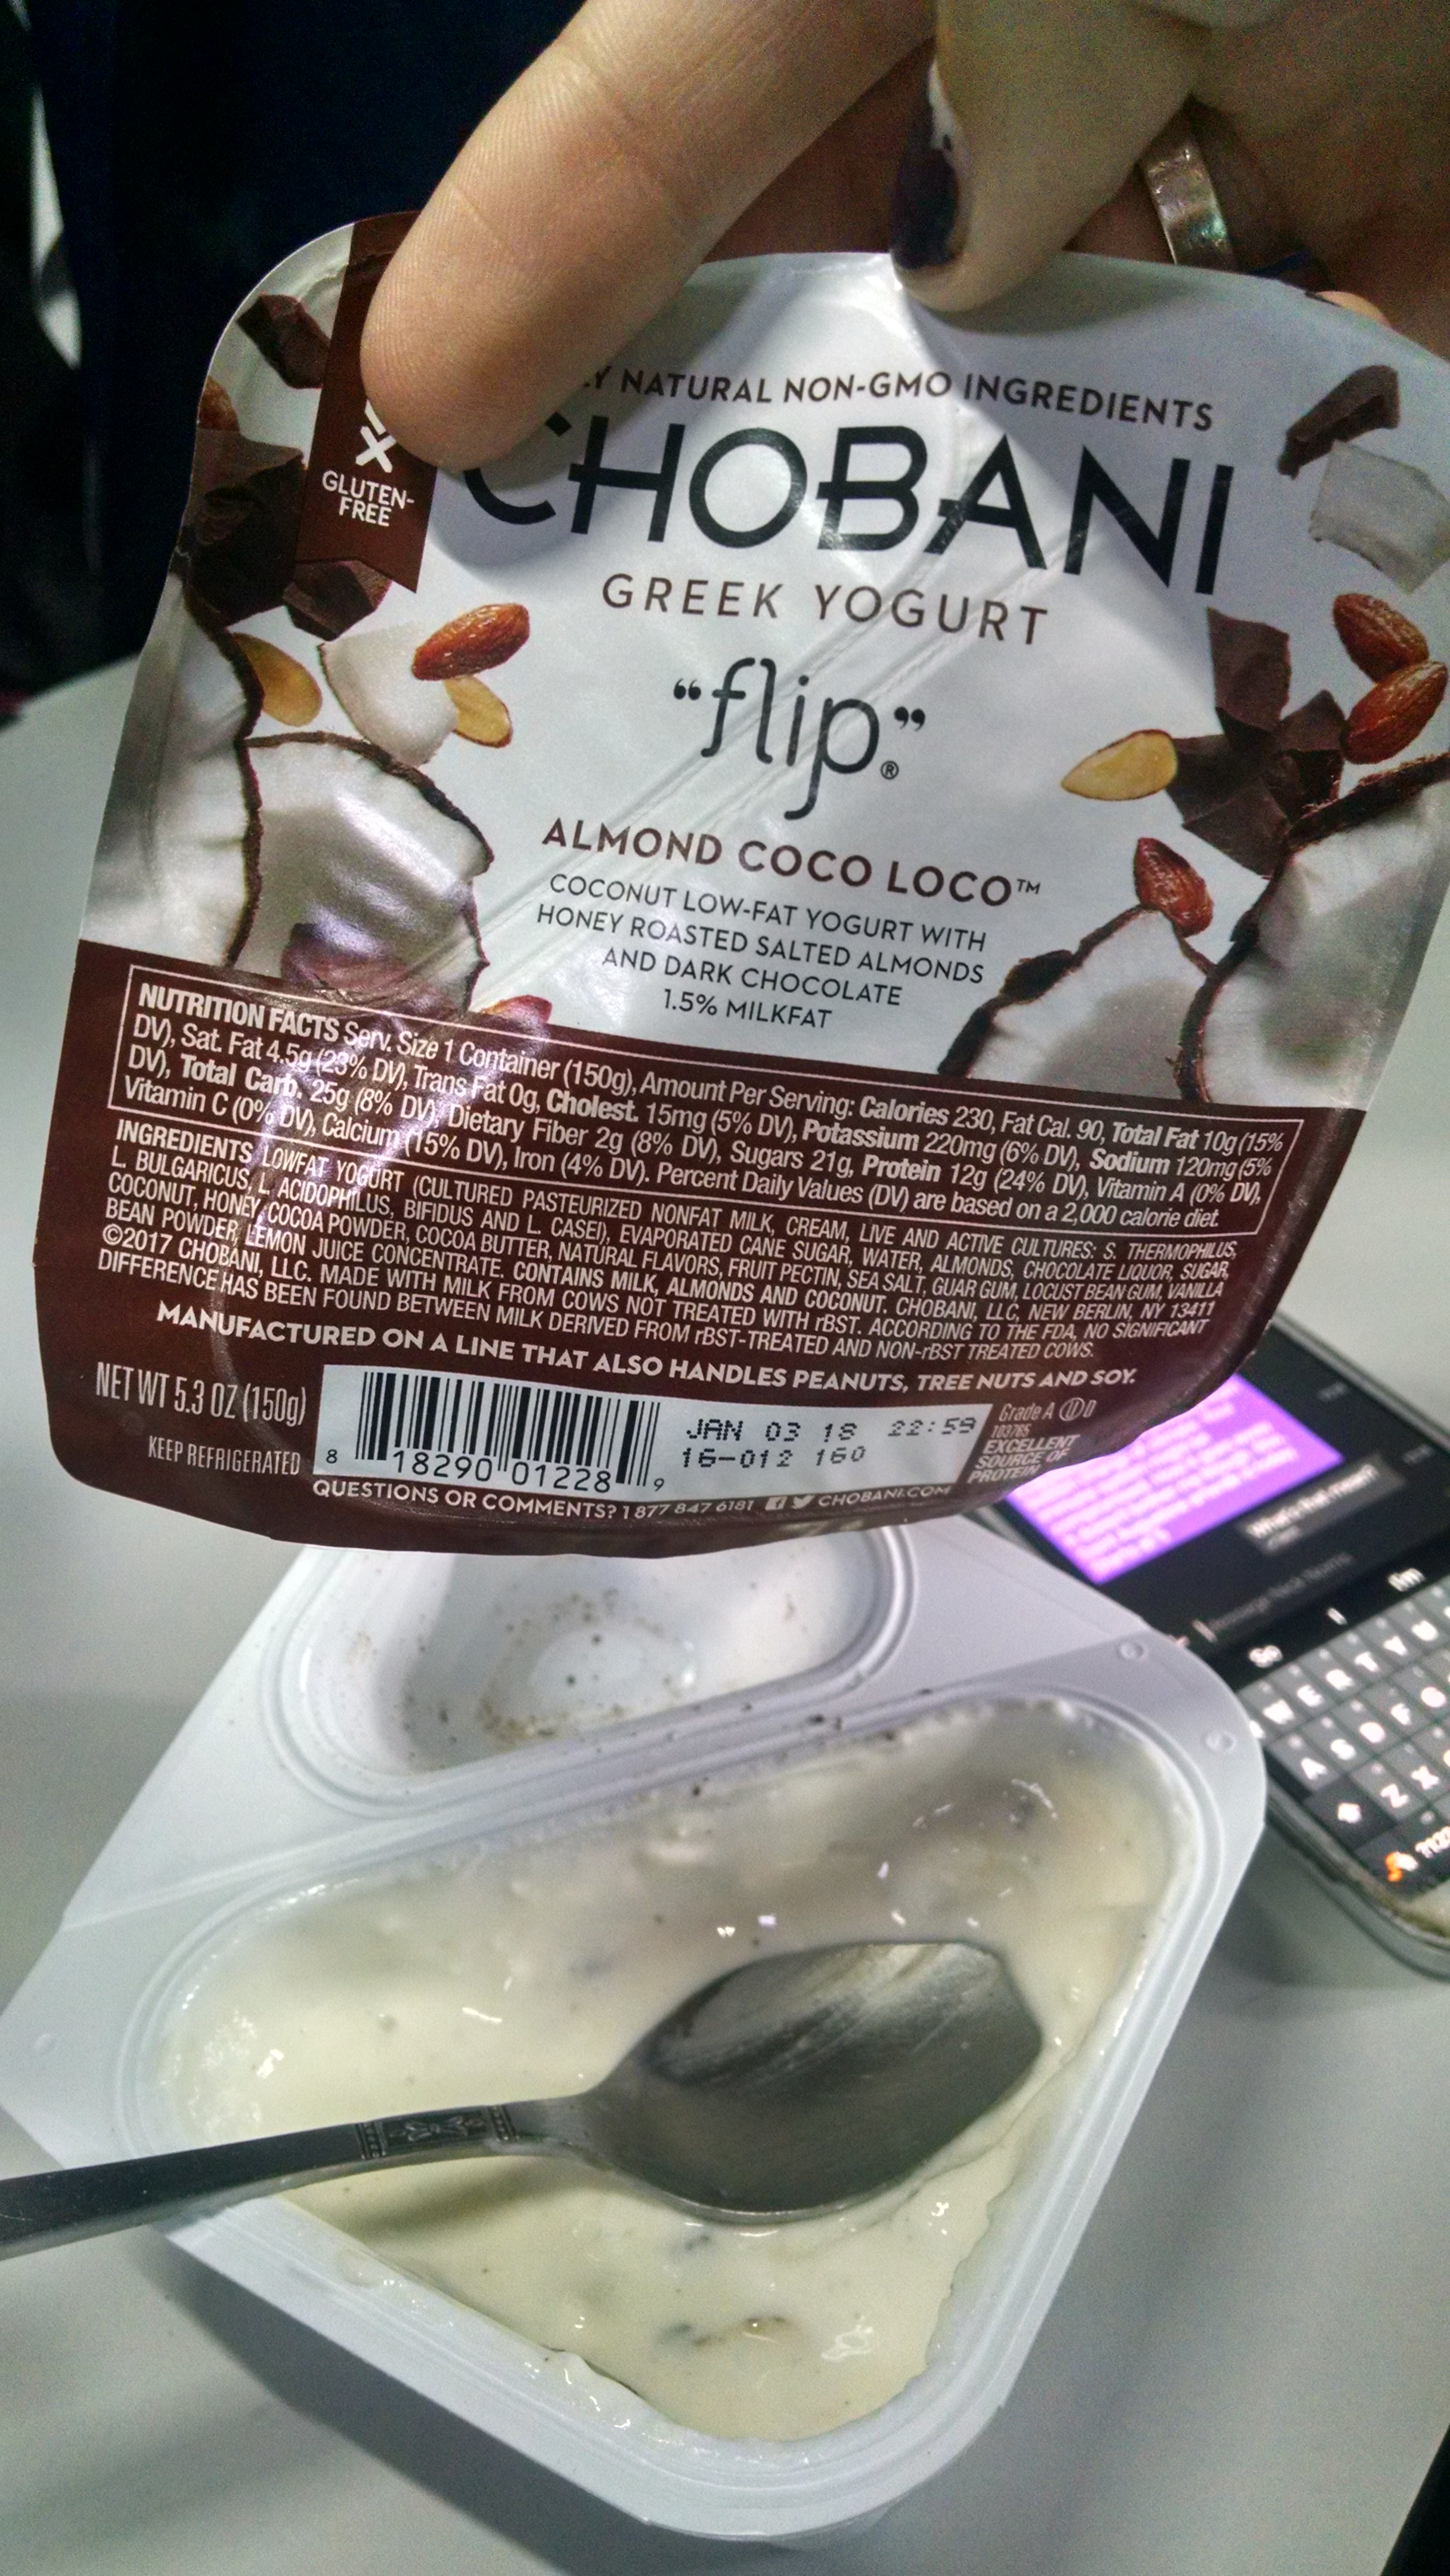 Y NATURAL NON-GMO INGREDIENTS
CHOBANI
GLUTEN-
FREE
GREEK YOGURT
“flip.”®
ALMOND COCO LOCO™
COCONUT LOW-FAT YOGURT WITH
HONEY ROASTED SALTED ALMONDS
AND DARK CHOCOLATE
1.5% MILKFAT
NUTRITION FACTS Serv. Size 1 Container (150g), Amount Per Serving: Calories 230, Fat Cal. 90, Total Fat 10g (15%
DV), Sat. Fat 4.5g (23% DV), Trans Fat 0g, Cholest. 15mg (5% DV), Potassium 220mg (6% DV), Sodium 120mg (5%
DV), Total Carb. 25g (8% DV), Dietary Fiber 2g (8% DV), Sugars 21g, Protein 12g (24% DV), Vitamin A (0% DV),
Vitamin C (0% DV), Calcium (15% DV), Iron (4% DV). Percent Daily Values (DV) are based on a 2,000 calorie diet.
INGREDIENTS LOWFAT YOGURT (CULTURED PASTEURIZED NONFAT MILK, CREAM, LIVE AND ACTIVE CULTURES: S. THERMOPHILUS,
L. BULGARICUS, L. ACIDOPHILUS, BIFIDUS AND L. CASEI), EVAPORATED CANE SUGAR, WATER, ALMONDS, CHOCOLATE LIQUOR, SUGAR,
COCONUT, HONEY, COCOA POWDER, COCOA BUTTER, NATURAL FLAVORS, FRUIT PECTIN, SEA SALT, GUAR GUM, LOCUST BEAN GUM, VANILLA
BEAN POWDER, LEMON JUICE CONCENTRATE. CONTAINS MILK, ALMONDS AND COCONUT. CHOBANI, LLC, NEW BERLIN, NY 13411
©2017 CHOBANI, LLC. MADE WITH MILK FROM COWS NOT TREATED WITH rBST. ACCORDING TO THE FDA, NO SIGNIFICANT
DIFFERENCE HAS BEEN FOUND BETWEEN MILK DERIVED FROM rBST-TREATED AND NON-rBST TREATED COWS.
MANUFACTURED ON A LINE THAT ALSO HANDLES PEANUTS, TREE NUTS AND SOY.
NET WT 5.3 OZ (150g)
KEEP REFRIGERATED
8 18290 01228 9
JAN 03 18 22:59
16-012 160
Grade A Ⓤ D
103765
EXCELLENT
SOURCE OF
PROTEIN
QUESTIONS OR COMMENTS? 1 877 847 6181 CHOBANI.COM
What's that mean?
So I I'm
W E R T Y U
A S D F G
Z X